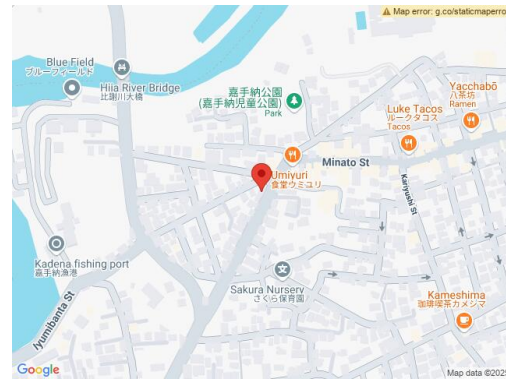 Map error: g.co/staticmaperro
Blue Field
ブルーフィールド
Hija River Bridge
比謝川大橋
嘉手納公園
(嘉手納児童公園)
Park
Yacchabō
八茶坊
Ramen
Luke Tacos
ルークタコス
Tacos
Minato St
Umiyuri
食堂ウミユリ
Kariyushi St
Kadena fishing port
嘉手納漁港
Iyumibanta St
Sakura Nursery
さくら保育園
Kameshima
珈琲喫茶カメシマ
Google
Map data ©2025